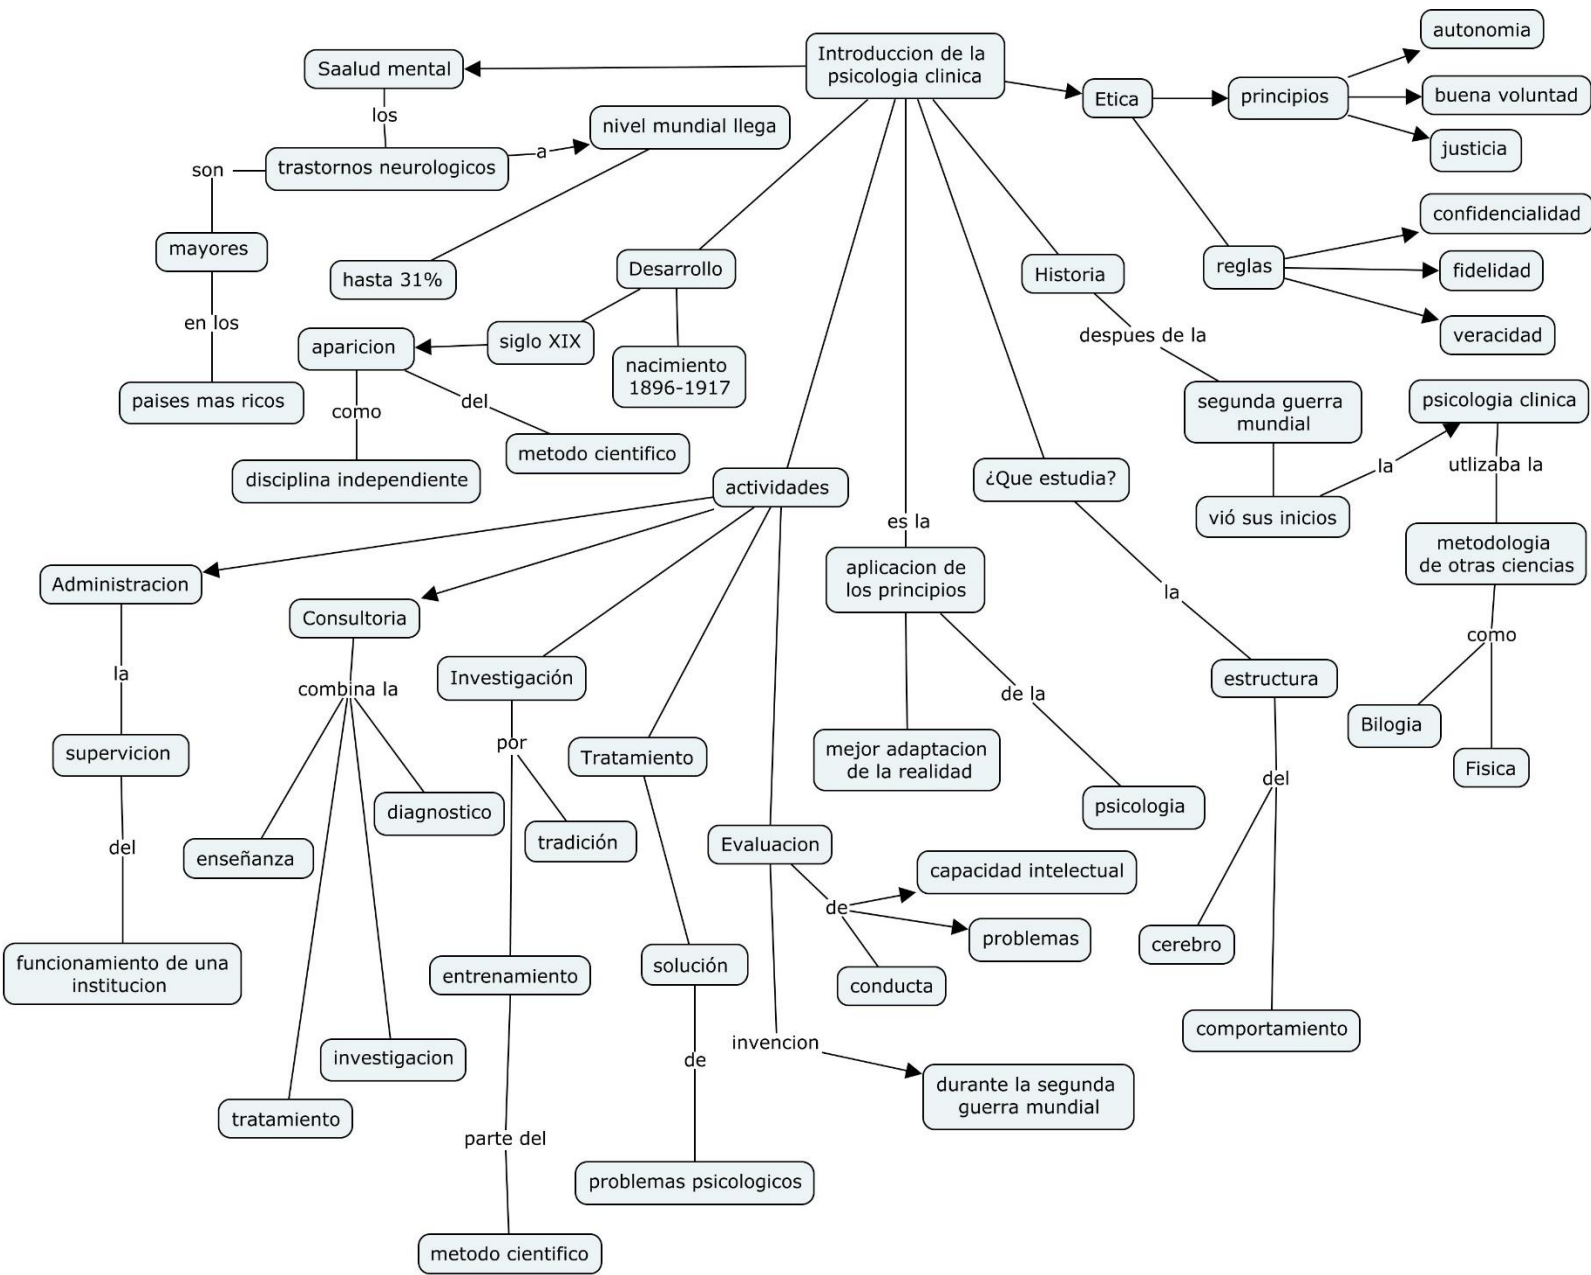 Introduccion de la
psicologia clinica
Saalud mental
los
trastornos neurologicos
a
nivel mundial llega
hasta 31%
son
mayores
en los
paises mas ricos
Desarrollo
siglo XIX
nacimiento
1896-1917
aparicion
como
disciplina independiente
del
metodo cientifico
actividades
Administracion
la
supervicion
del
funcionamiento de una
institucion
Consultoria
combina la
enseñanza
tratamiento
investigacion
diagnostico
Investigación
por
tradición
entrenamiento
parte del
metodo cientifico
Tratamiento
solución
de
problemas psicologicos
Evaluacion
de
capacidad intelectual
problemas
conducta
invencion
durante la segunda
guerra mundial
es la
aplicacion de
los principios
mejor adaptacion
de la realidad
de la
psicologia
¿Que estudia?
la
estructura
del
cerebro
comportamiento
Historia
despues de la
segunda guerra
mundial
vió sus inicios
la
psicologia clinica
utlizaba la
metodologia
de otras ciencias
como
Bilogia
Fisica
Etica
principios
autonomia
buena voluntad
justicia
reglas
confidencialidad
fidelidad
veracidad